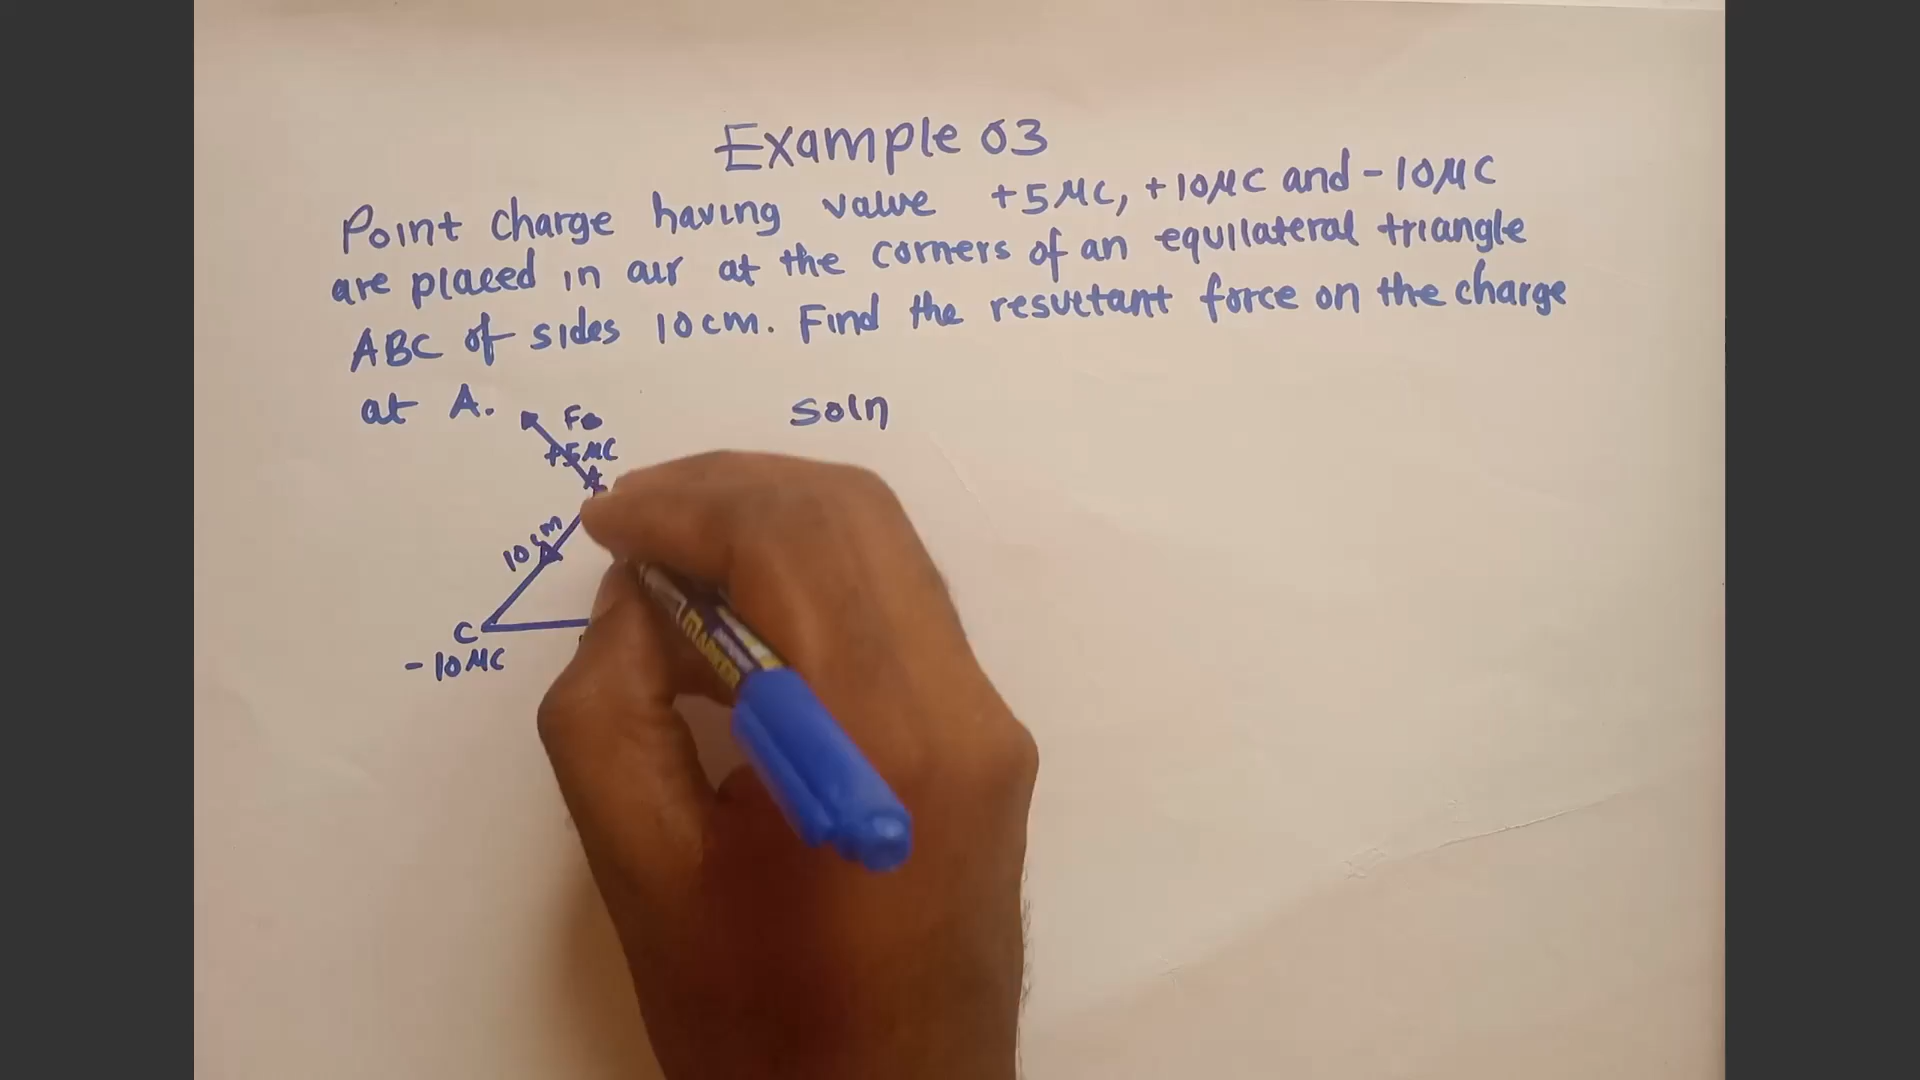 Example 03
Point charge having value +5μC, +10μC and -10μC
are placed in air at the corners of an equilateral triangle
ABC of sides 10cm. Find the resultant force on the charge
at A.
Soln
+5μC
A
10cm
C
-10μC
MARKER